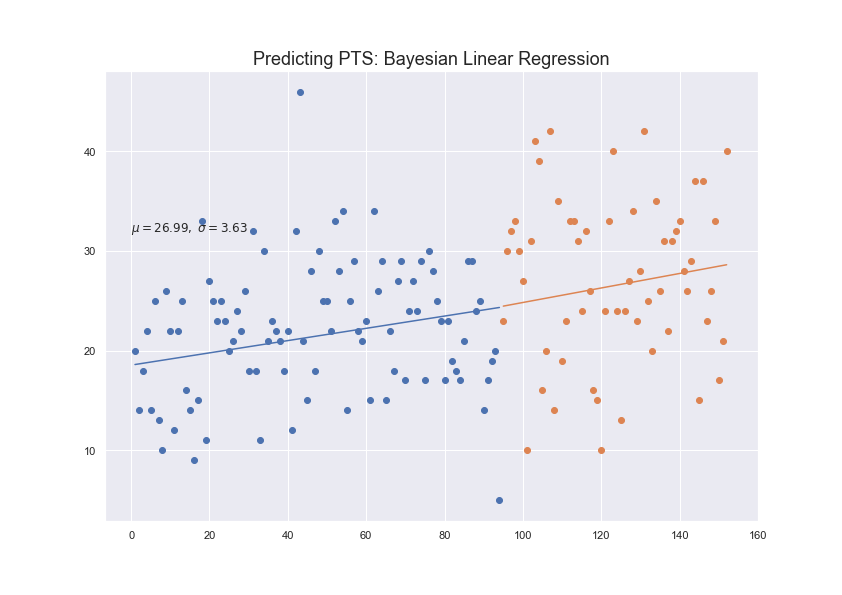 Predicting PTS: Bayesian Linear Regression
40
30
20
10
μ = 26.99, σ = 3.63
0 20 40 60 80 100 120 140 160